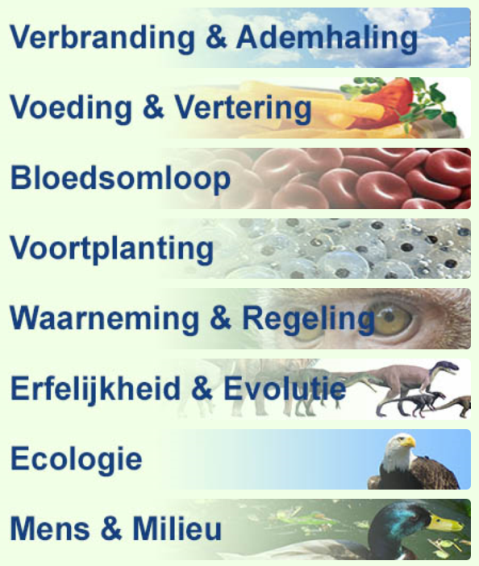 Verbranding & Ademhaling
Voeding & Vertering
Bloedsomloop
Voortplanting
Waarneming & Regeling
Erfelijkheid & Evolutie
Ecologie
Mens & Milieu